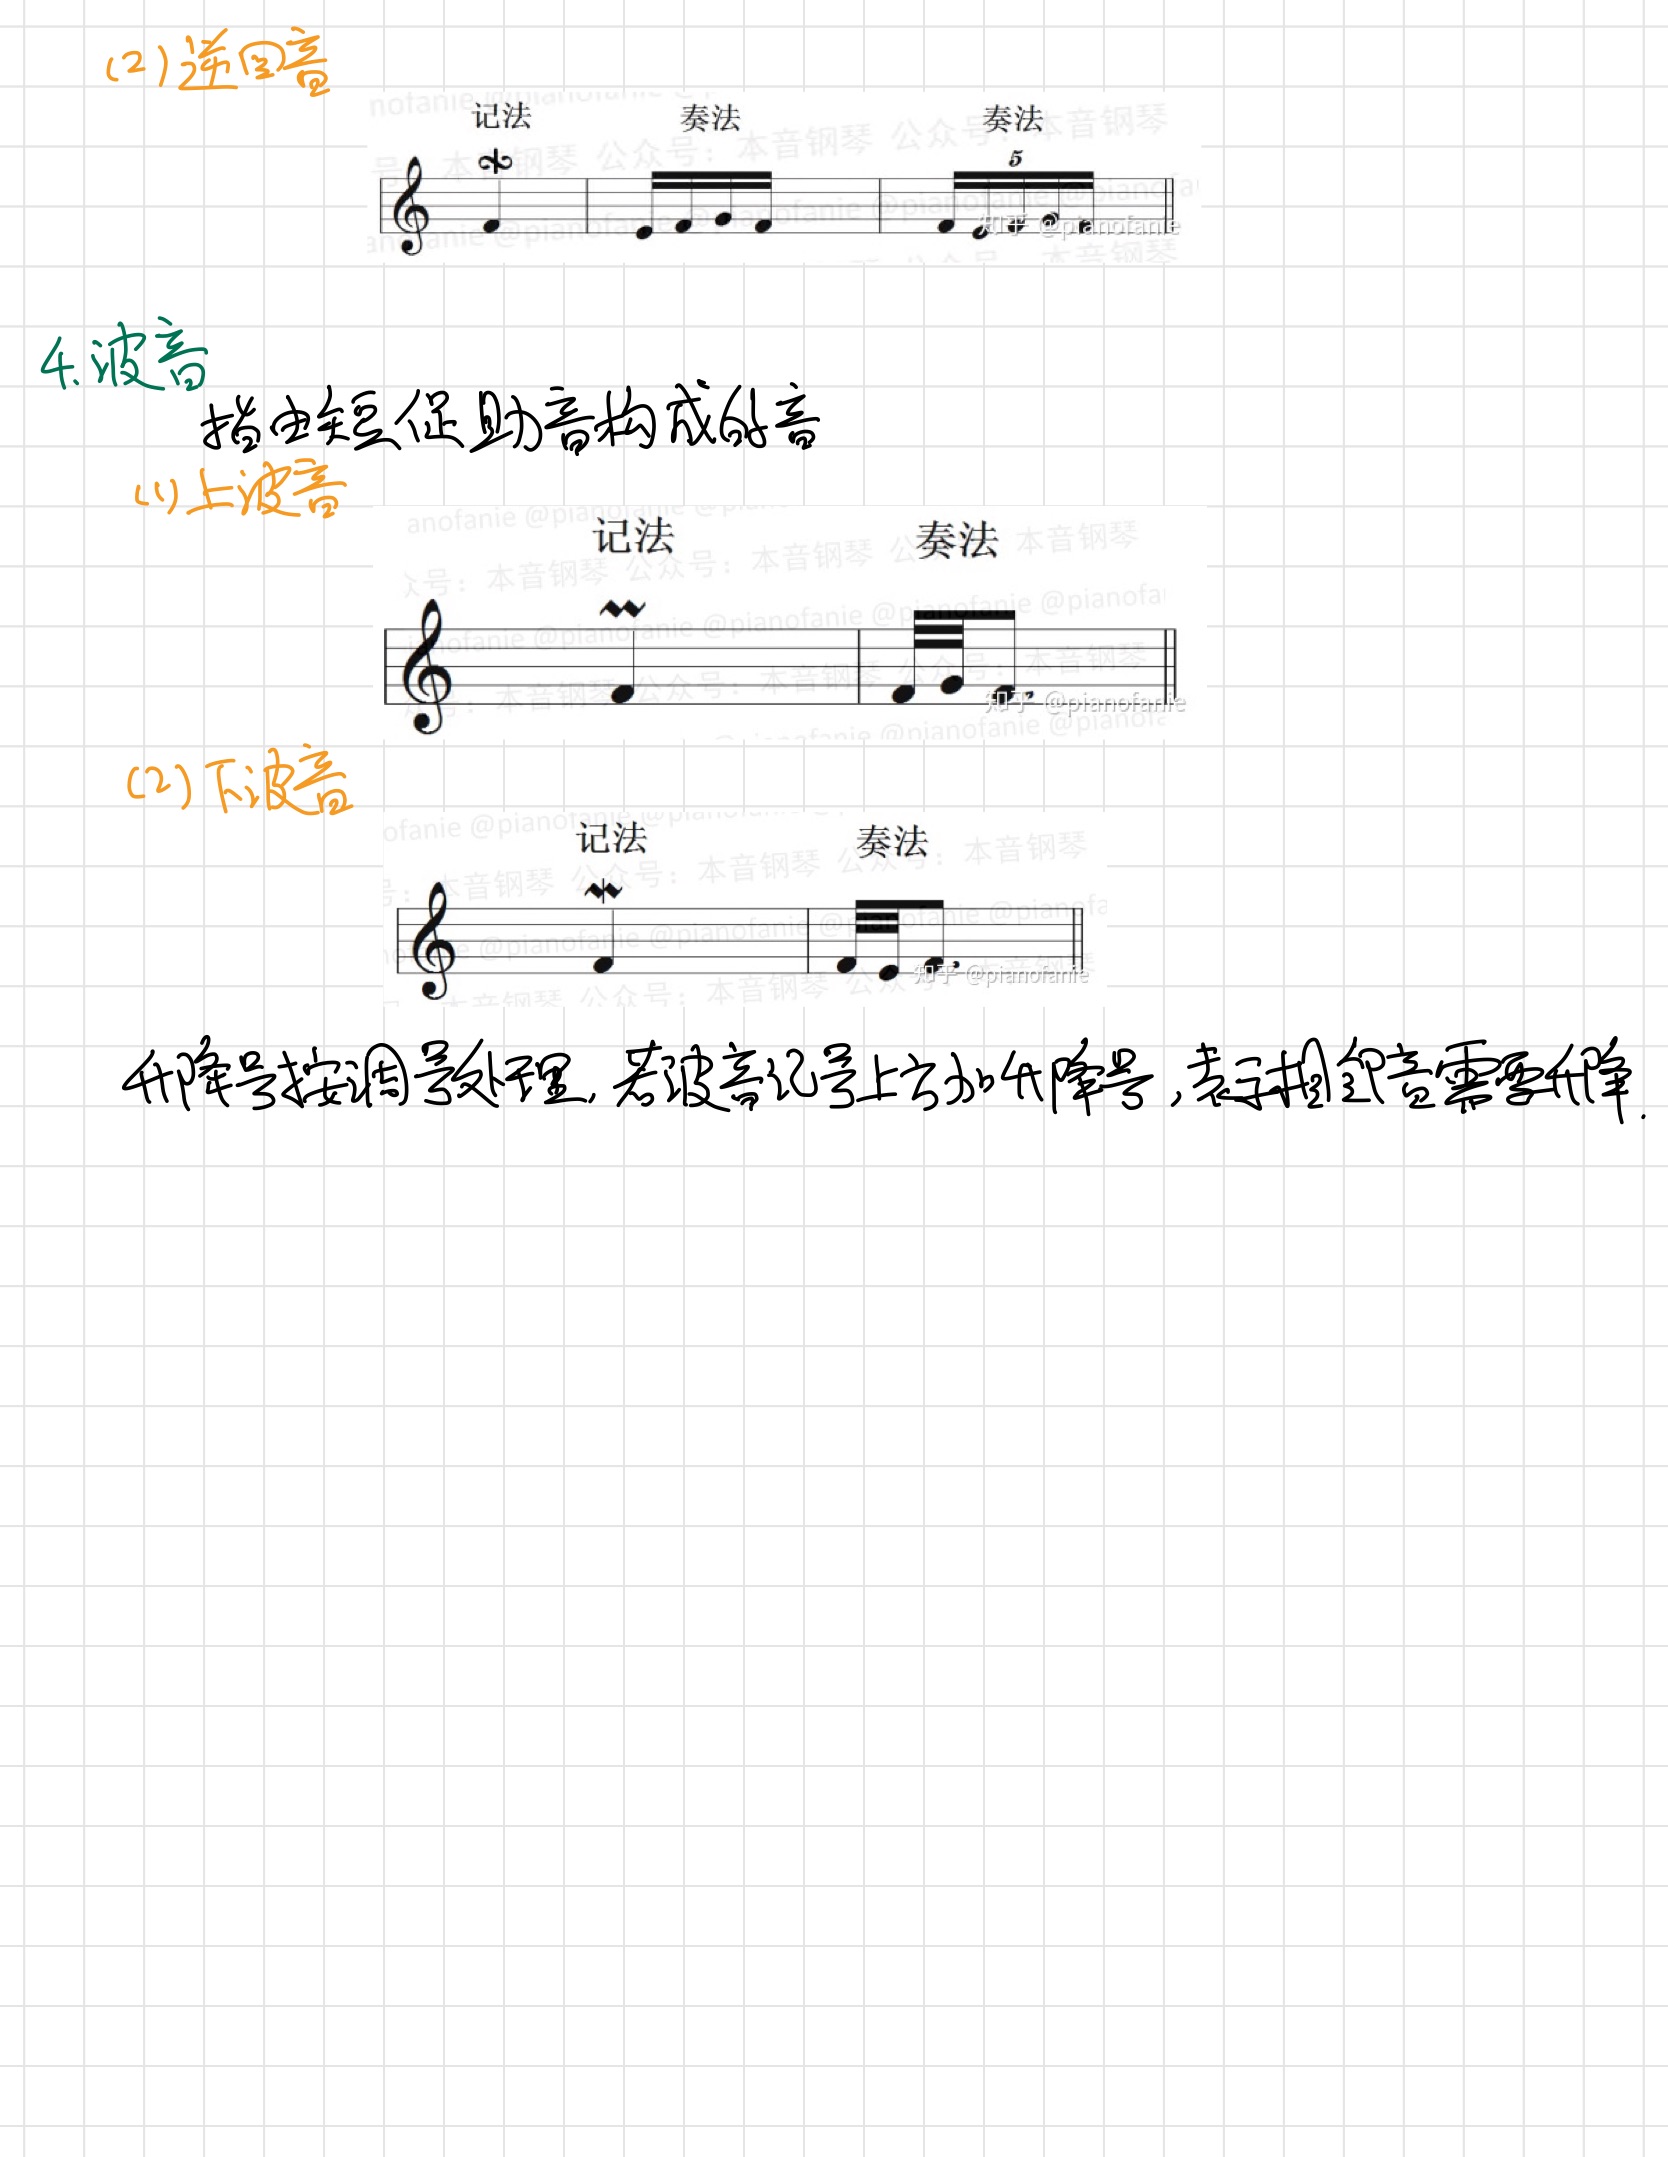 (2)逆回音
记法 奏法 奏法
5
知乎 @pianofanie
4.波音
指由短促助音构成的音
(1)上波音
记法 奏法
知乎 @pianofanie
(2)下波音
记法 奏法
知乎 @pianofanie
升降号按调号处理,若波音记号上方加升降号,表示相邻音需要升降.